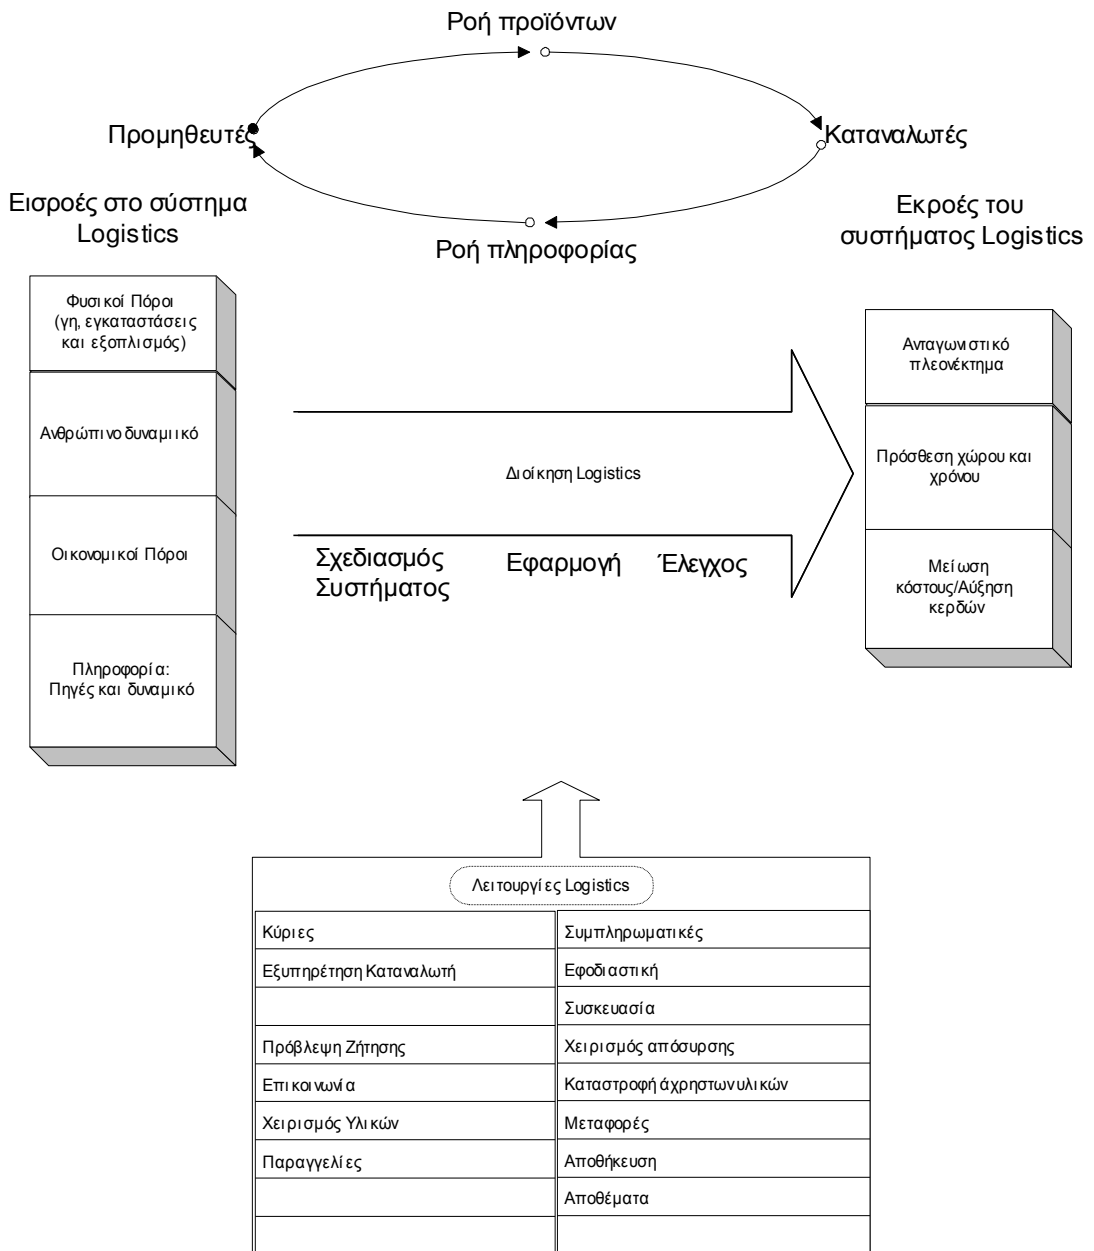 Ροή προϊόντων
Προμηθευτές
Καταναλωτές
Ροή πληροφορίας
Εισροές στο σύστημα
Logistics
Εκροές του
συστήματος Logistics
Φυσικοί Πόροι
(γη, εγκαταστάσεις
και εξοπλισμός)
Ανθρώπινο δυναμιικό
Οικονομικοί Πόροι
Πληροφορία:
Πηγές και δυναμικό
Διοίκηση Logistics
Σχεδιασμός
Συστήματος
Εφαρμογή
Έλεγχος
Ανταγωνιστικό
πλεονέκτημα
Πρόσθεση χώρου και
χρόνου
Μείωση
κόστους/Αύξηση
κερδών
Λειτουργίες Logistics
Κύριες
Συμπληρωματικές
Εξυπηρέτηση Καταναλωτή
Εφοδιαστική
Συσκευασία
Πρόβλεψη Ζήτησης
Χειρισμός απόσυρσης
Επικοινωνία
Καταστροφή άχρηστων υλικών
Χειρισμός Υλικών
Μεταφορές
Παραγγελίες
Αποθήκευση
Αποθέματα